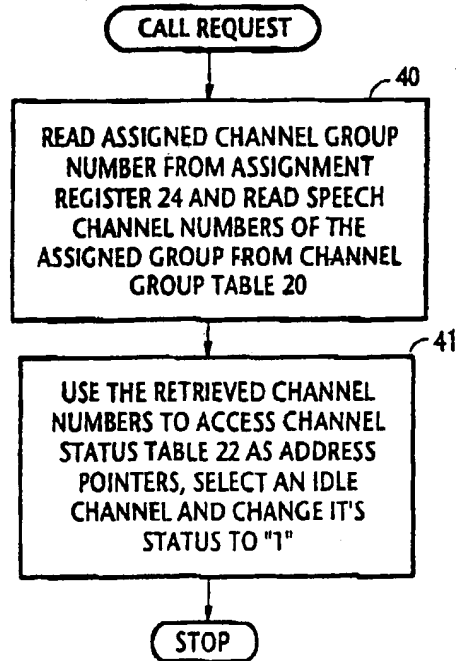 CALL REQUEST
40
READ ASSIGNED CHANNEL GROUP
NUMBER FROM ASSIGNMENT
REGISTER 24 AND READ SPEECH
CHANNEL NUMBERS OF THE
ASSIGNED GROUP FROM CHANNEL
GROUP TABLE 20
41
USE THE RETRIEVED CHANNEL
NUMBERS TO ACCESS CHANNEL
STATUS TABLE 22 AS ADDRESS
POINTERS, SELECT AN IDLE
CHANNEL AND CHANGE IT'S
STATUS TO "1"
STOP